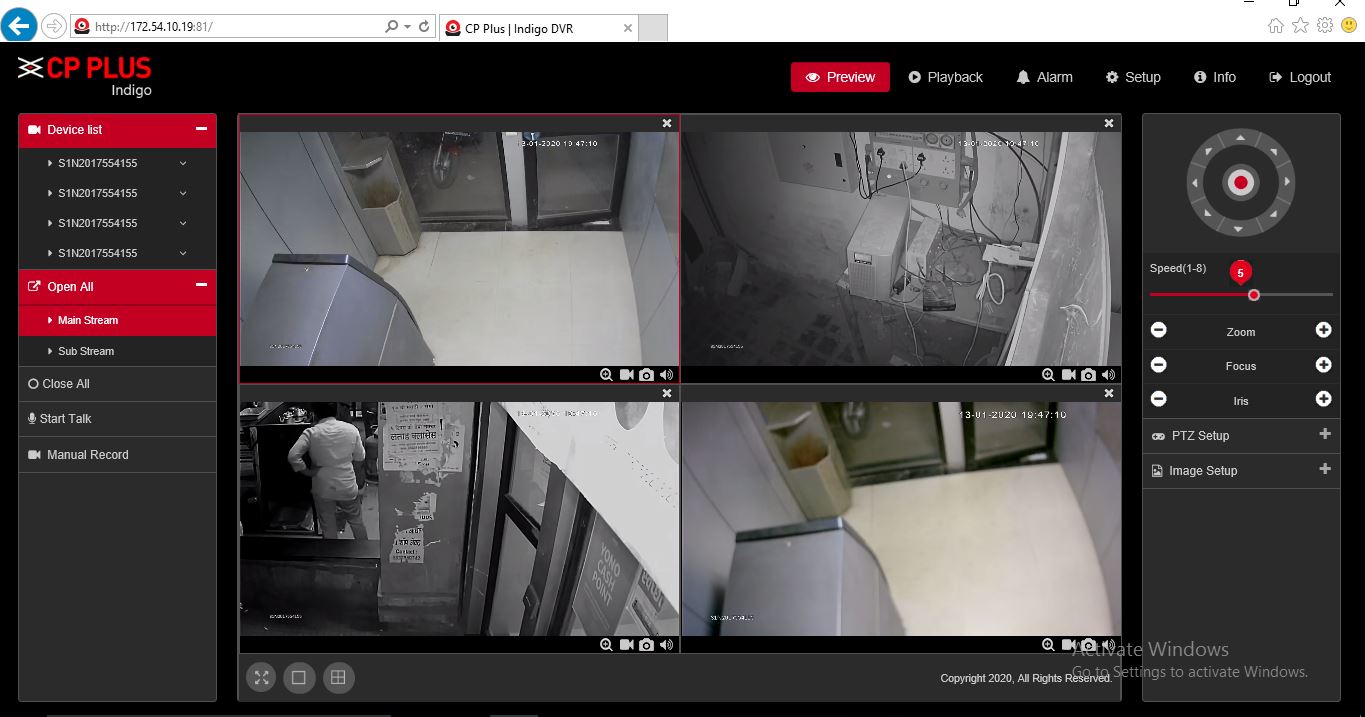 http://172.54.10.19:81/
CP Plus | Indigo DVR
CP PLUS
Indigo
Preview
Playback
Alarm
Setup
Info
Logout
Device list
S1N2017554155
S1N2017554155
S1N2017554155
S1N2017554155
Open All
Main Stream
Sub Stream
Close All
Start Talk
Manual Record
13-01-2020 19:47:10
13-01-2020 19:47:10
13-01-2020 19:47:10
YONO
CASH
POINT
13-01-2020 19:47:10
Speed(1-8)
5
Zoom
Focus
Iris
PTZ Setup
Image Setup
Copyright 2020, All Rights Reserved.
Activate Windows
Go to Settings to activate Windows.